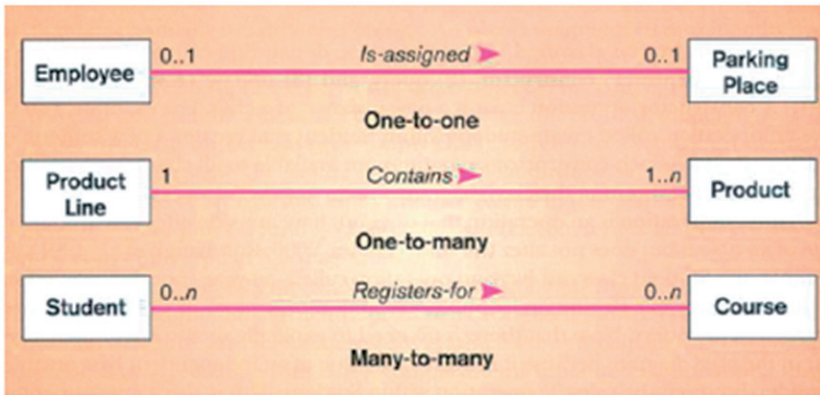 Employee 0..1 Is-assigned 0..1 Parking Place
One-to-one
Product Line 1 Contains 1..n Product
One-to-many
Student 0..n Registers-for 0..n Course
Many-to-many